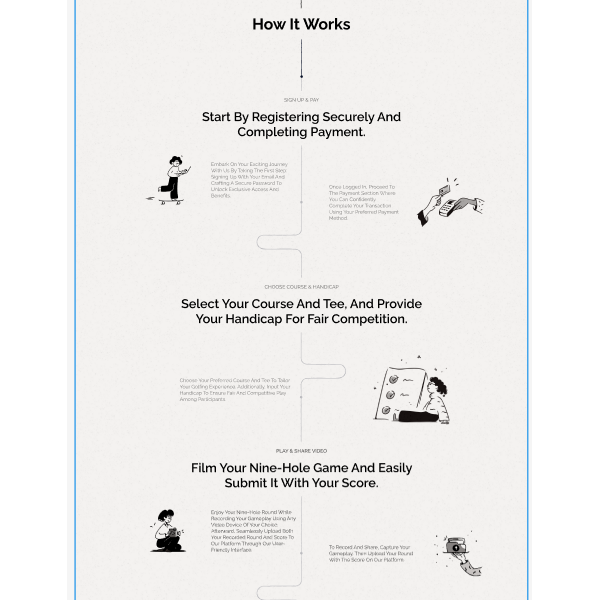 How It Works
SIGN UP & PAY
Start By Registering Securely And
Completing Payment.
Embark On Your Exciting Journey
With Us By Taking The First Step
Signing Up With Your Email And
Crafting A Secure Password To
Unlock Exclusive Access And
Benefits.
Once Logged In, Proceed To
The Payment Section Where
You Can Confidently
Complete Your Transaction
Using Your Preferred Payment
Method
CHOOSE COURSE & HANDICAP
Select Your Course And Tee, And Provide
Your Handicap For Fair Competition.
Choose Your Preferred Course And Tee To Tailor
Your Golfing Experience. Additionally, Input Your
Handicap To Ensure Fair And Competitive Play
Among Participants.
PLAY & SHARE VIDEO
Film Your Nine-Hole Game And Easily
Submit It With Your Score.
Enjoy Your Nine-Hole Round While
Recording Your Gameplay Using Any
Video Device Of Your Choice.
Afterward, Seamlessly Upload Both
Your Recorded Round And Score To
Our Platform Through Our User-
Friendly Interface.
To Record And Share, Capture Your
Gameplay, Then Upload Your Round
With The Score On Our Platform.